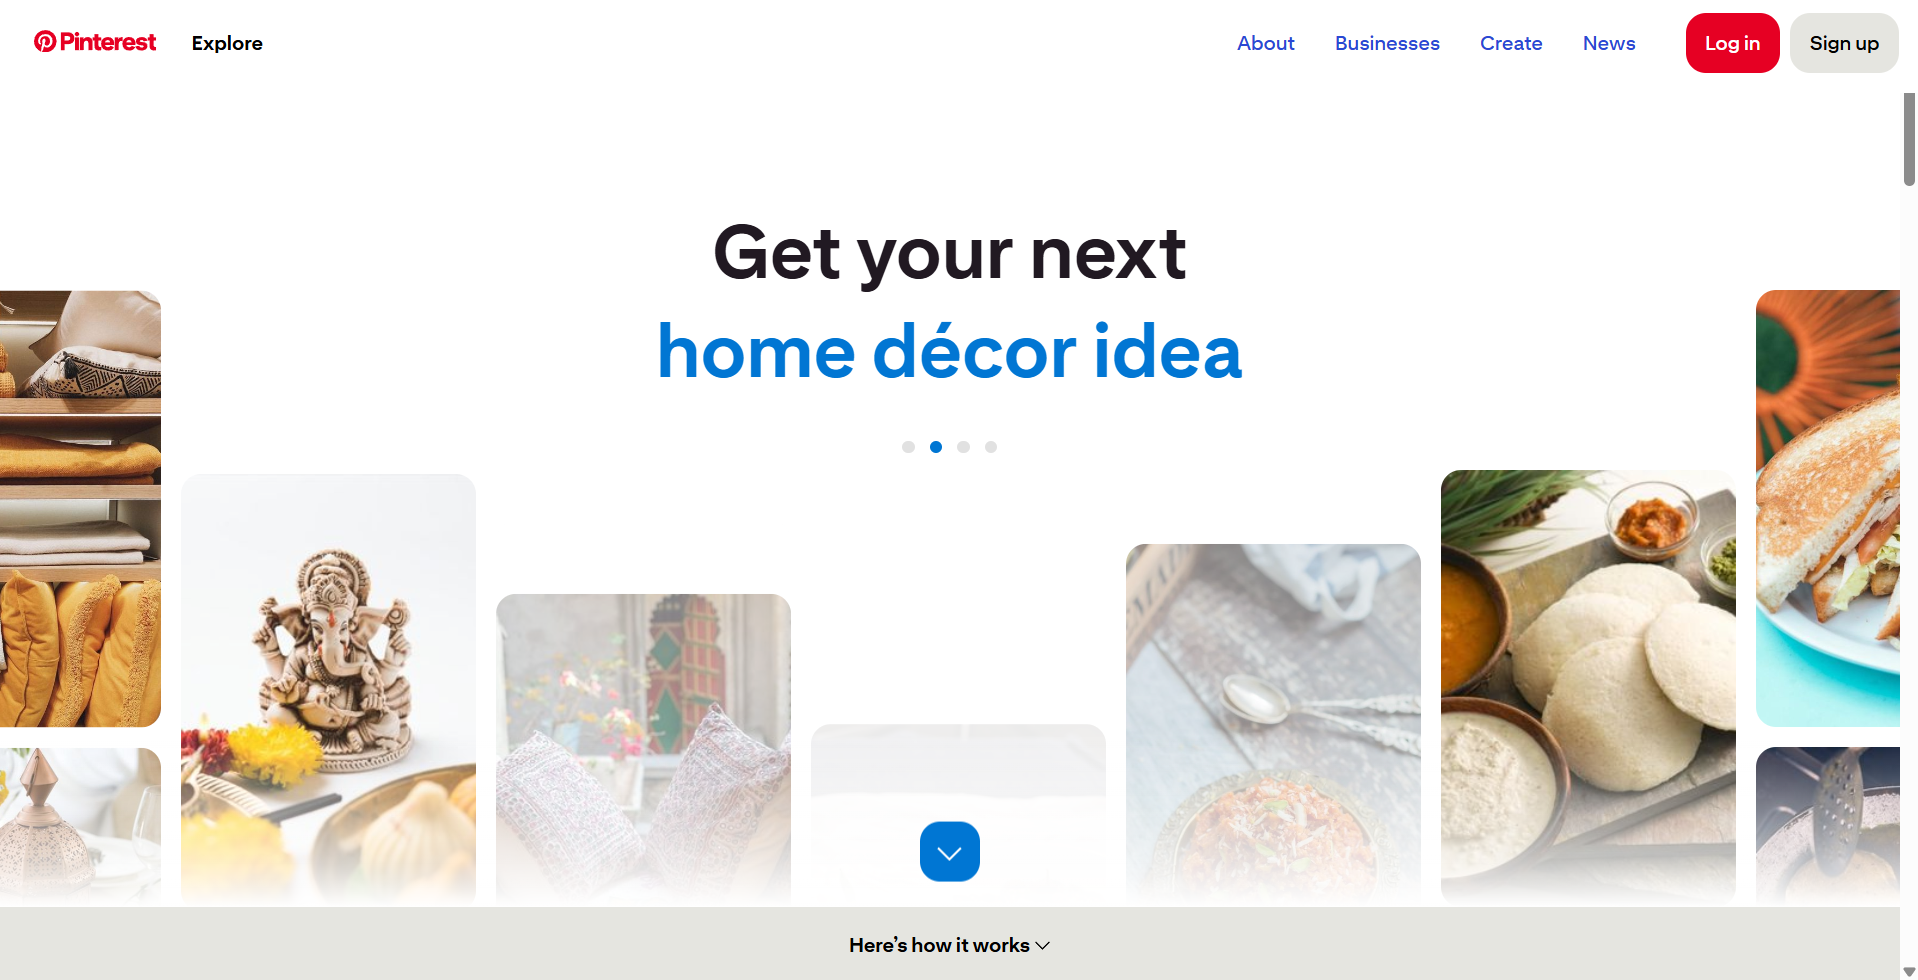 Pinterest
Explore
About
Businesses
Create
News
Log in
Sign up
Get your next
home décor idea
Here’s how it works